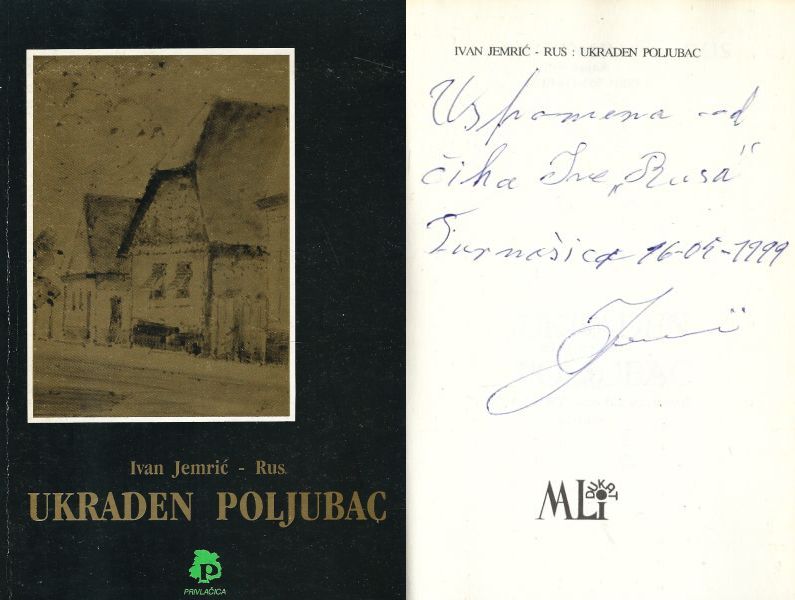 Ivan Jemrić - Rus
UKRADEN POLJUBAC
P
PRIVLAČICA
IVAN JEMRIĆ - RUS : UKRADEN POLJUBAC
Uspomena od
čika Ive „Rusa“
16-05-1999
MALI
DUKAT